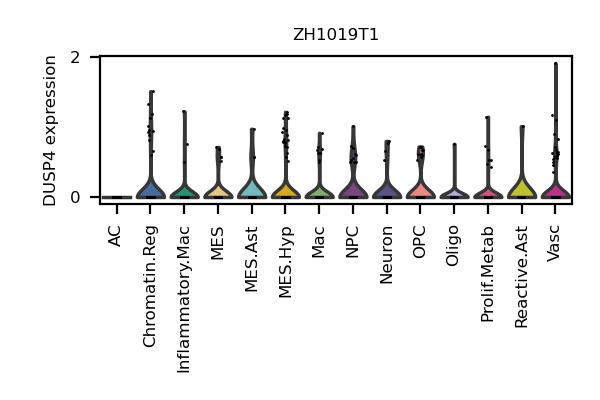 ZH1019T1
DUSP4 expression
2
0
AC
Chromatin.Reg
Inflammatory.Mac
MES
MES.Ast
MES.Hyp
Mac
NPC
Neuron
OPC
Oligo
Prolif.Metab
Reactive.Ast
Vasc